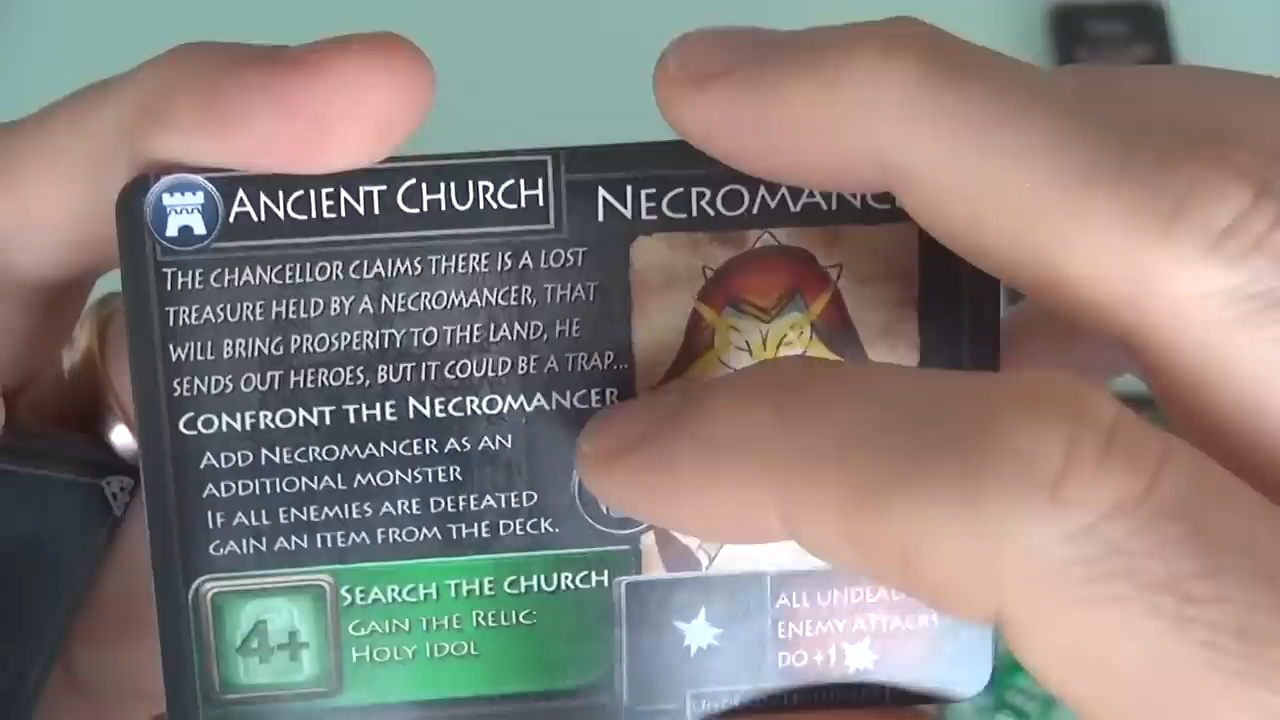 ANCIENT CHURCH
THE CHANCELLOR CLAIMS THERE IS A LOST
TREASURE HELD BY A NECROMANCER, THAT
WILL BRING PROSPERITY TO THE LAND, HE
SENDS OUT HEROES, BUT IT COULD BE A TRAP...
CONFRONT THE NECROMANCER
ADD NECROMANCER AS AN
ADDITIONAL MONSTER
IF ALL ENEMIES ARE DEFEATED
GAIN AN ITEM FROM THE DECK.
4+
SEARCH THE CHURCH
GAIN THE RELIC:
HOLY IDOL
ALL UNDEAD
ENEMY ATTACKS
DO +1